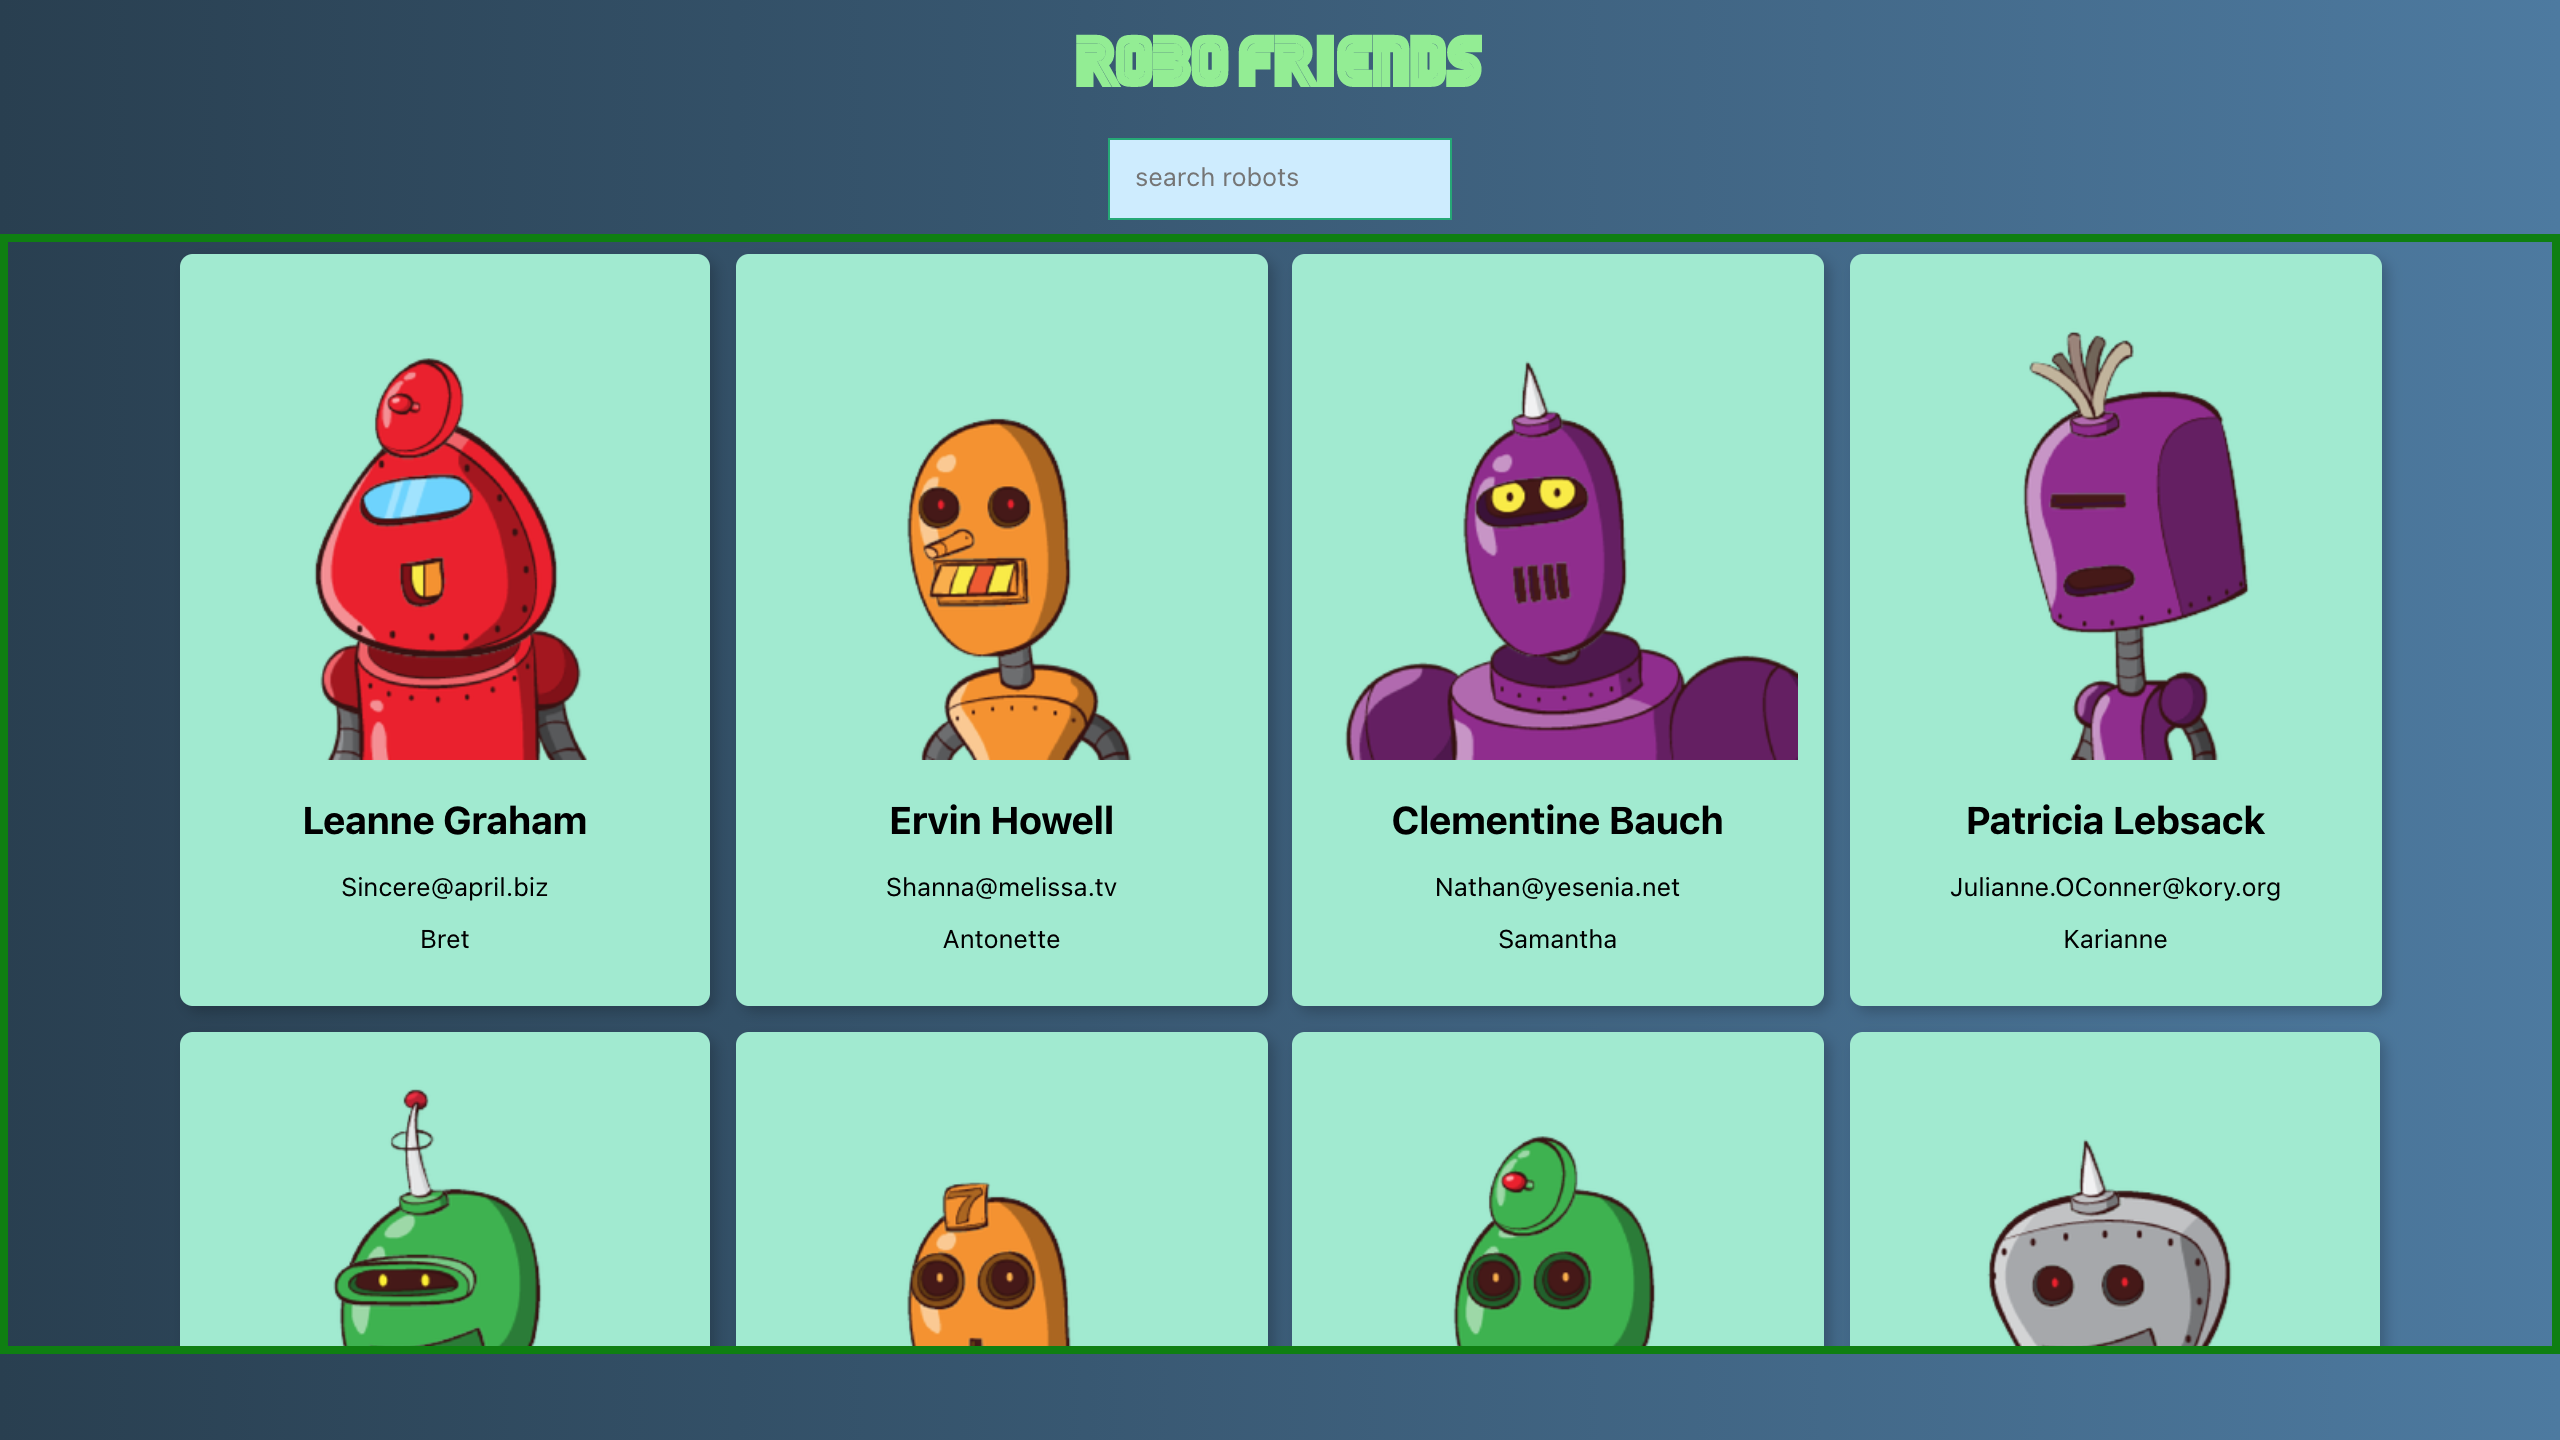 ROBO FRIENDS
search robots
Leanne Graham
Sincere@april.biz
Bret
Ervin Howell
Shanna@melissa.tv
Antonette
Clementine Bauch
Nathan@yesenia.net
Samantha
Patricia Lebsack
Julianne.OConner@kory.org
Karianne
7